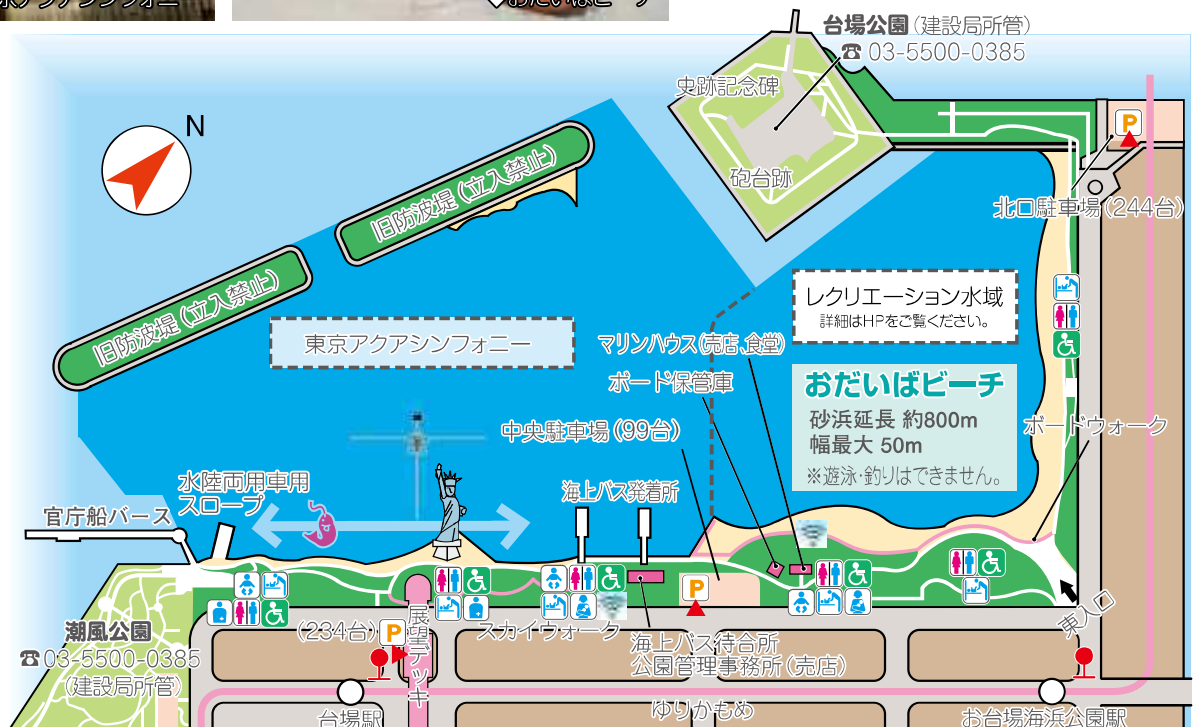 おだいばビーチ
台場公園(建設局所管)
☎ 03-5500-0385
史跡記念碑
砲台跡
N
P
北口駐車場(244台)
旧防波堤(立入禁止)
旧防波堤(立入禁止)
レクリエーション水域
詳細はHPをご覧ください。
東京アクアシンフォニー
マリンハウス(売店、食堂)
ボード保管庫
おだいばビーチ
砂浜延長 約800m
幅最大 50m
※遊泳・釣りはできません。
中央駐車場(99台)
ボードウォーク
水陸両用車用
スロープ
海上バス発着所
官庁船バース
P
潮風公園
☎03-5500-0385
(建設局所管)
(234台)
P
展望デッキ
スカイウォーク
海上バス待合所
公園管理事務所(売店)
東入口
台場駅
ゆりかもめ
お台場海浜公園駅